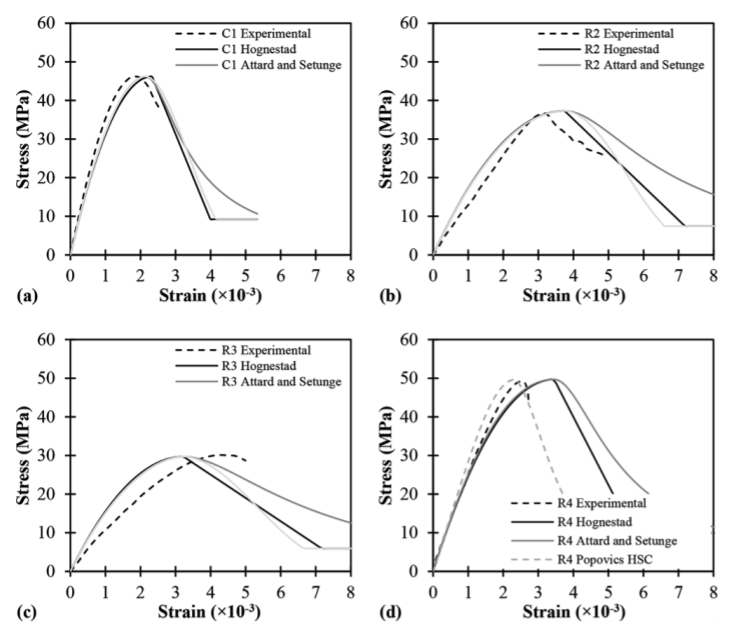 60
50
40
30
20
10
0
Stress (MPa)
C1 Experimental
C1 Hognestad
C1 Attard and Setunge
0 1 2 3 4 5 6 7 8
(a) Strain (×10⁻³)
60
50
40
30
20
10
0
Stress (MPa)
R2 Experimental
R2 Hognestad
R2 Attard and Setunge
0 1 2 3 4 5 6 7 8
(b) Strain (×10⁻³)
60
50
40
30
20
10
0
Stress (MPa)
R3 Experimental
R3 Hognestad
R3 Attard and Setunge
0 1 2 3 4 5 6 7 8
(c) Strain (×10⁻³)
60
50
40
30
20
10
0
Stress (MPa)
R4 Experimental
R4 Hognestad
R4 Attard and Setunge
R4 Popovics HSC
0 1 2 3 4 5 6 7 8
(d) Strain (×10⁻³)